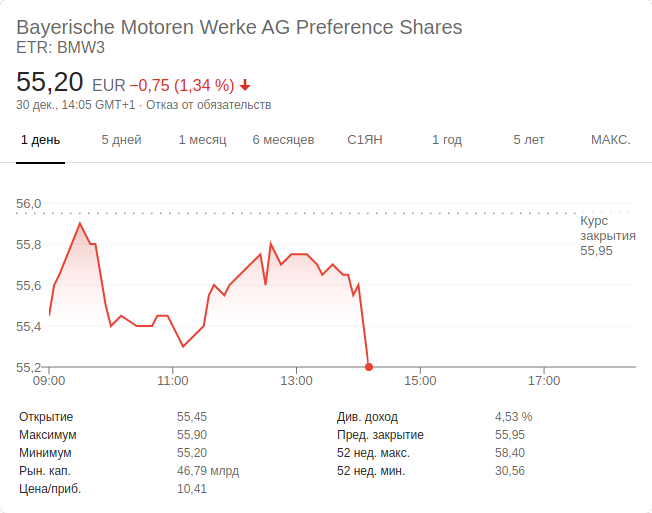 Bayerische Motoren Werke AG Preference Shares
ETR: BMW3
55,20 EUR −0,75 (1,34 %)
30 дек., 14:05 GMT+1 · Отказ от обязательств
1 день 5 дней 1 месяц 6 месяцев С1ЯН 1 год 5 лет МАКС.
56,0
Курс
закрытия
55,95
55,8
55,6
55,4
55,2
09:00 11:00 13:00 15:00 17:00
Открытие 55,45 Див. доход 4,53 %
Максимум 55,90 Пред. закрытие 55,95
Минимум 55,20 52 нед. макс. 58,40
Рын. кап. 46,79 млрд 52 нед. мин. 30,56
Цена/приб. 10,41